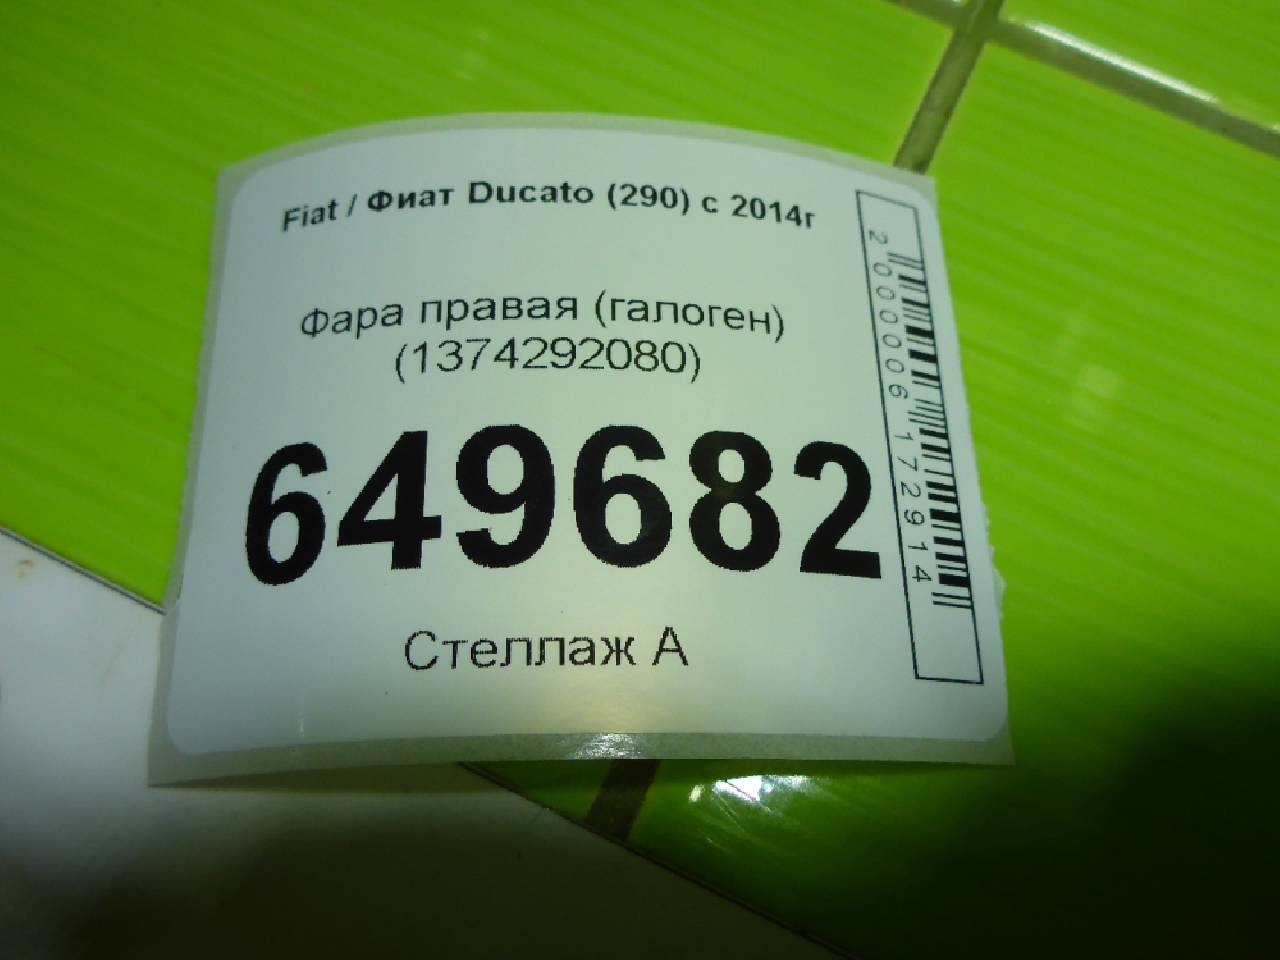 Fiat / Фиат Ducato (290) с 2014г
Фара правая (галоген)
(1374292080)
649682
Стеллаж А
2000006172914